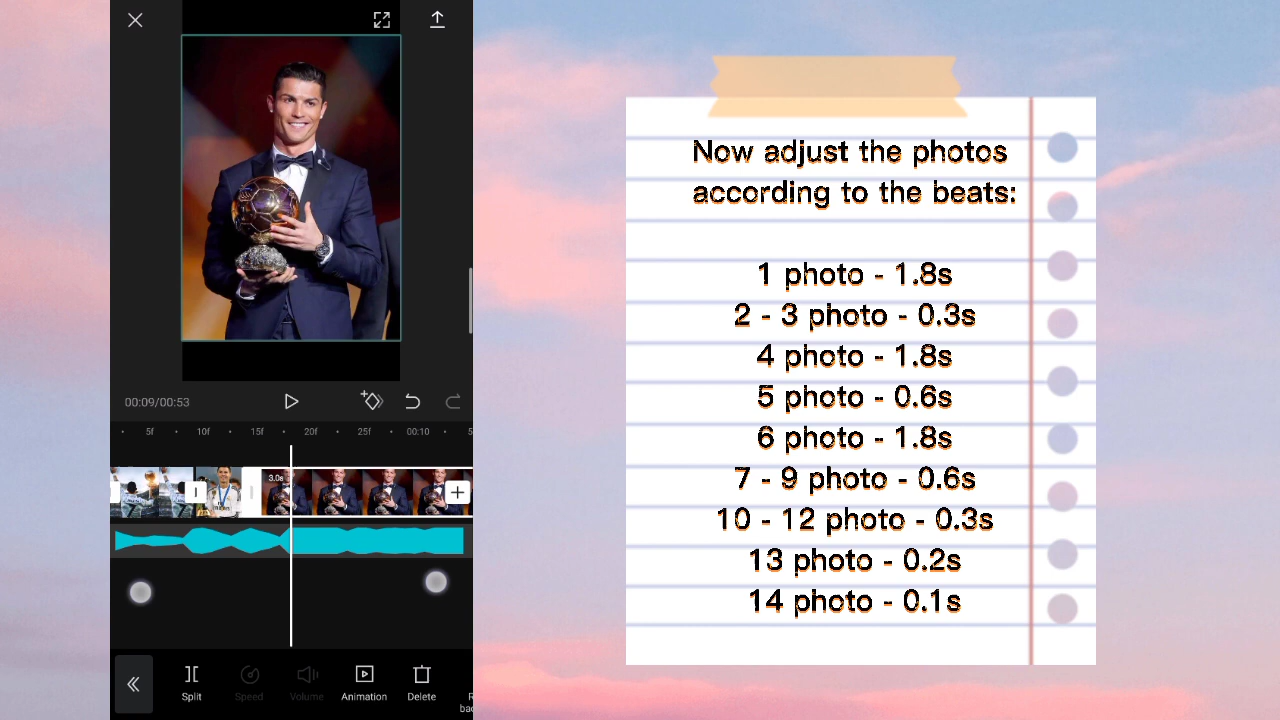 00:09/00:53
5f
10f
15f
20f
25f
00:10
3.0s
Split
Speed
Volume
Animation
Delete
Now adjust the photos
according to the beats:
1 photo - 1.8s
2 - 3 photo - 0.3s
4 photo - 1.8s
5 photo - 0.6s
6 photo - 1.8s
7 - 9 photo - 0.6s
10 - 12 photo - 0.3s
13 photo - 0.2s
14 photo - 0.1s